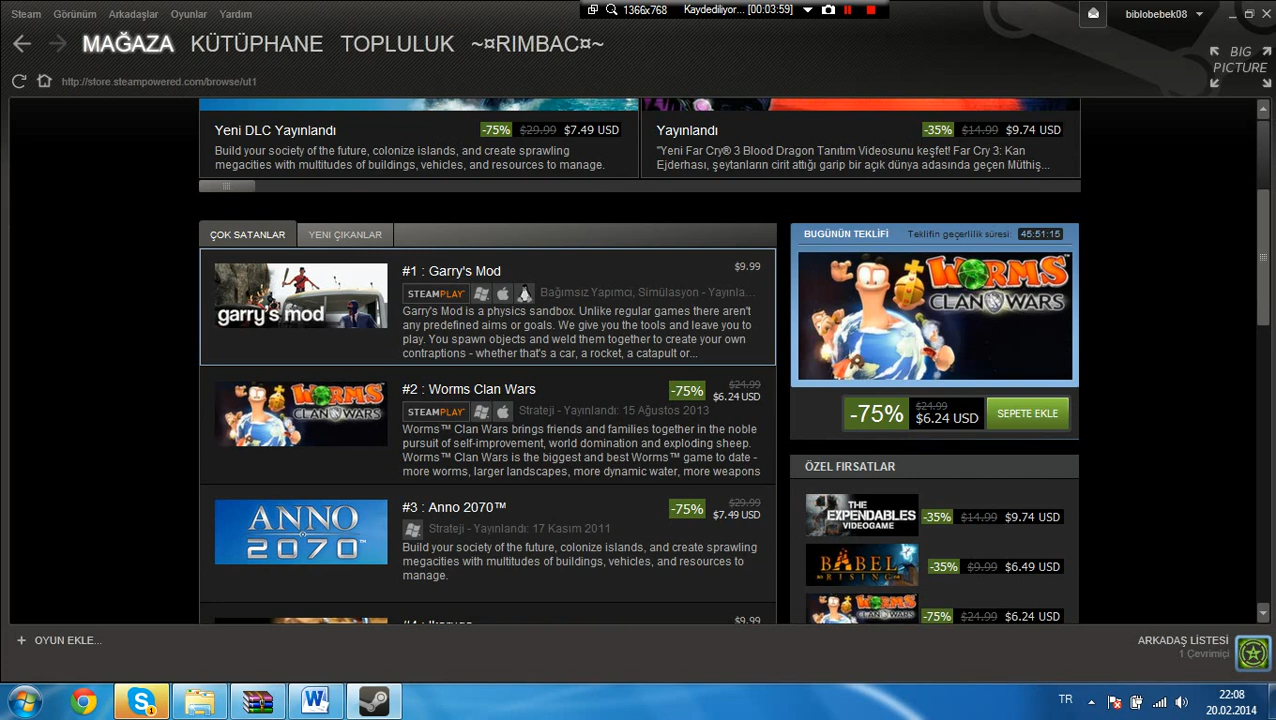 Steam Görünüm Arkadaşlar Oyunlar Yardım
1366x768 Kaydediliyor... [00:03:59]
biblobebek08
MAĞAZA KÜTÜPHANE TOPLULUK ~¤RIMBAC¤~
BIG
PICTURE
http://store.steampowered.com/browse/ut1
Yeni DLC Yayınlandı -75% $29.99 $7.49 USD
Build your society of the future, colonize islands, and create sprawling
megacities with multitudes of buildings, vehicles, and resources to manage.
Yayınlandı -35% $14.99 $9.74 USD
"Yeni Far Cry® 3 Blood Dragon Tanıtım Videosunu keşfet! Far Cry 3: Kan
Ejderhası, şeytanların cirit attığı garip bir açık dünya adasında geçen Müthiş...
ÇOK SATANLAR YENİ ÇIKANLAR
garry's mod
#1 : Garry's Mod $9.99
STEAMPLAY Bağımsız Yapımcı, Simülasyon - Yayınla...
Garry's Mod is a physics sandbox. Unlike regular games there aren't
any predefined aims or goals. We give you the tools and leave you to
play. You spawn objects and weld them together to create your own
contraptions - whether that's a car, a rocket, a catapult or...
WORMS
CLAN WARS
#2 : Worms Clan Wars -75% $24.99
$6.24 USD
STEAMPLAY Strateji - Yayınlandı: 15 Ağustos 2013
Worms™ Clan Wars brings friends and families together in the noble
pursuit of self-improvement, world domination and exploding sheep.
Worms™ Clan Wars is the biggest and best Worms™ game to date -
more worms, larger landscapes, more dynamic water, more weapons
ANNO
2070™
#3 : Anno 2070™ -75% $29.99
$7.49 USD
Strateji - Yayınlandı: 17 Kasım 2011
Build your society of the future, colonize islands, and create sprawling
megacities with multitudes of buildings, vehicles, and resources to
manage.
$9.99
BUGÜNÜN TEKLİFİ Teklifin geçerlilik süresi: 45:51:15
WORMS™
CLAN WARS
-75% $24.99
$6.24 USD SEPETE EKLE
ÖZEL FIRSATLAR
THE
EXPENDABLES
VIDEOGAME
-35% $14.99 $9.74 USD
BABEL
RISING
-35% $9.99 $6.49 USD
WORMS
CLAN WARS
-75% $24.99 $6.24 USD
+ OYUN EKLE...
ARKADAŞ LİSTESİ
1 Çevrimiçi
TR
22:08
20.02.2014